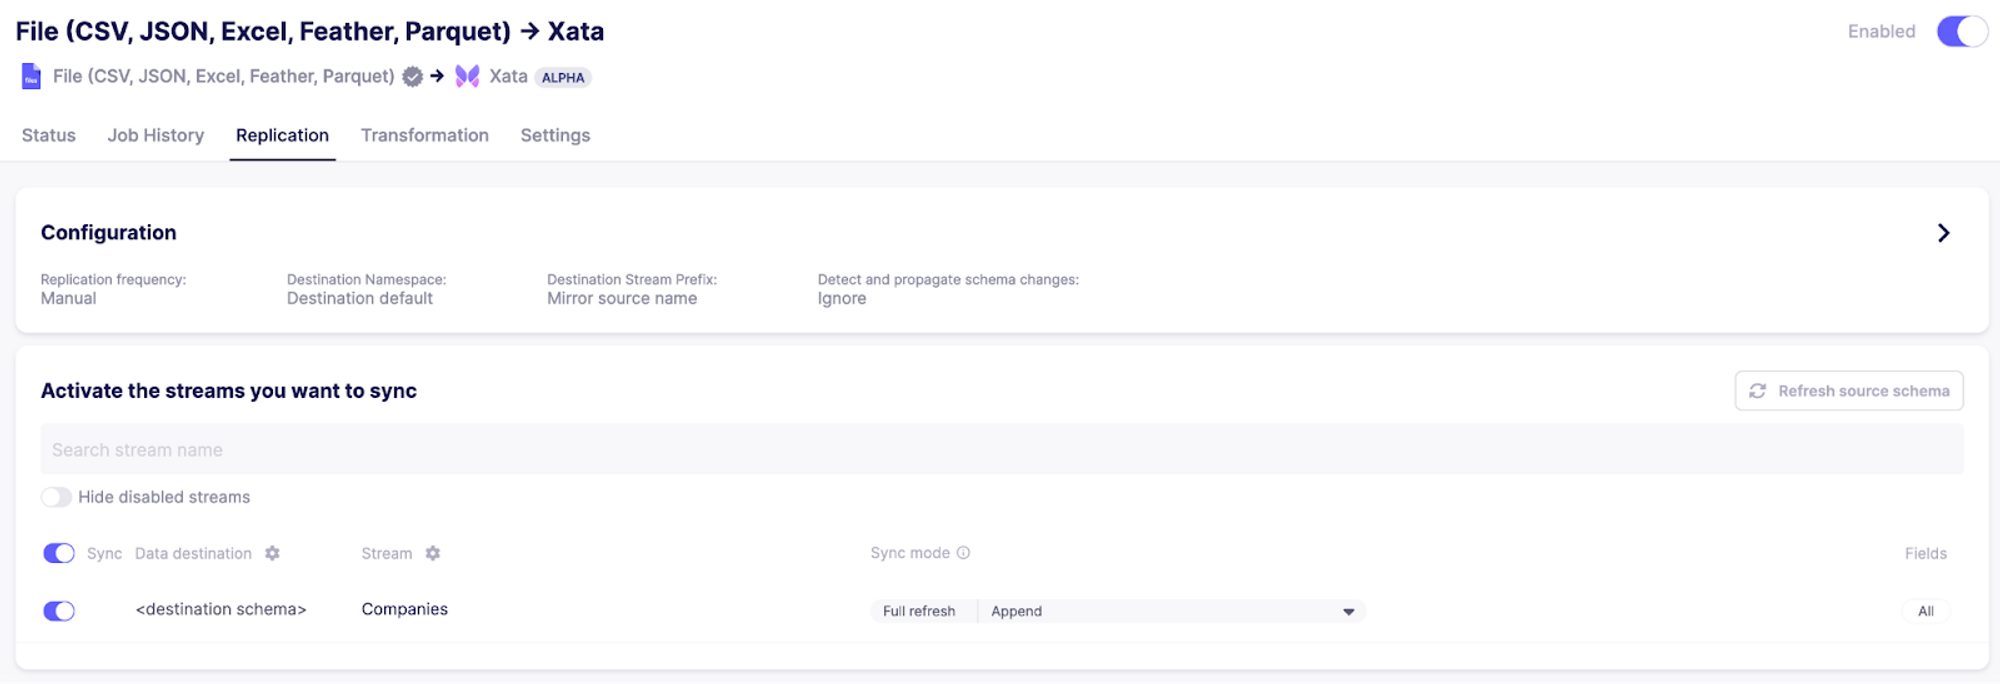 File (CSV, JSON, Excel, Feather, Parquet) → Xata
Enabled
files File (CSV, JSON, Excel, Feather, Parquet) → Xata ALPHA
Status Job History Replication Transformation Settings
Configuration
Replication frequency: Destination Namespace: Destination Stream Prefix: Detect and propagate schema changes:
Manual Destination default Mirror source name Ignore
Activate the streams you want to sync
Refresh source schema
Search stream name
Hide disabled streams
Sync Data destination Stream Sync mode Fields
<destination schema> Companies Full refresh Append All